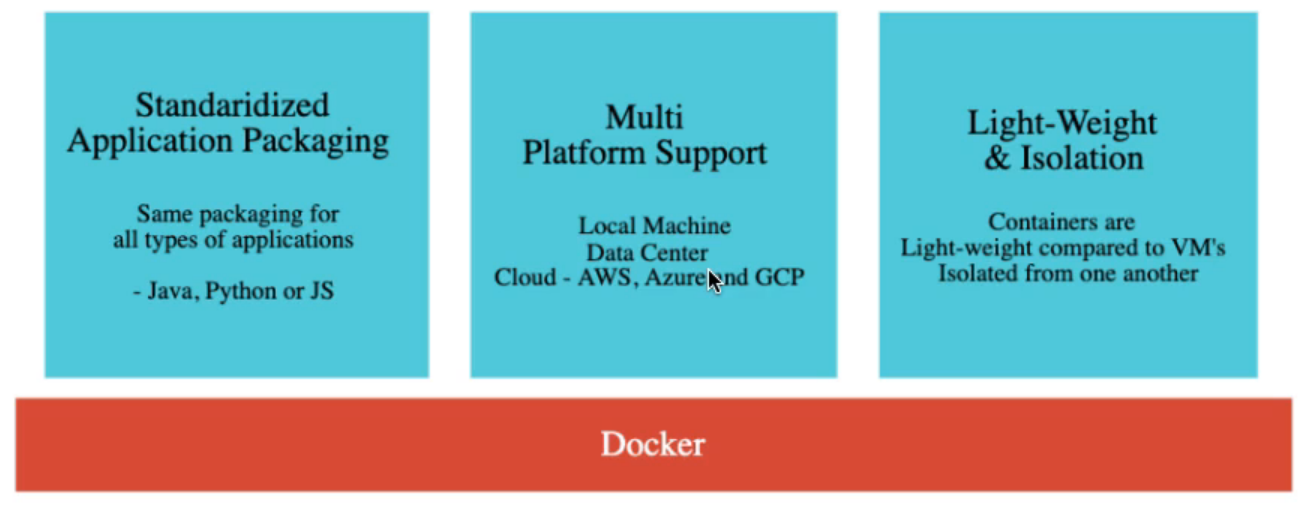 Standaridized
Application Packaging
Same packaging for
all types of applications
- Java, Python or JS
Multi
Platform Support
Local Machine
Data Center
Cloud - AWS, Azure and GCP
Light-Weight
& Isolation
Containers are
Light-weight compared to VM's
Isolated from one another
Docker